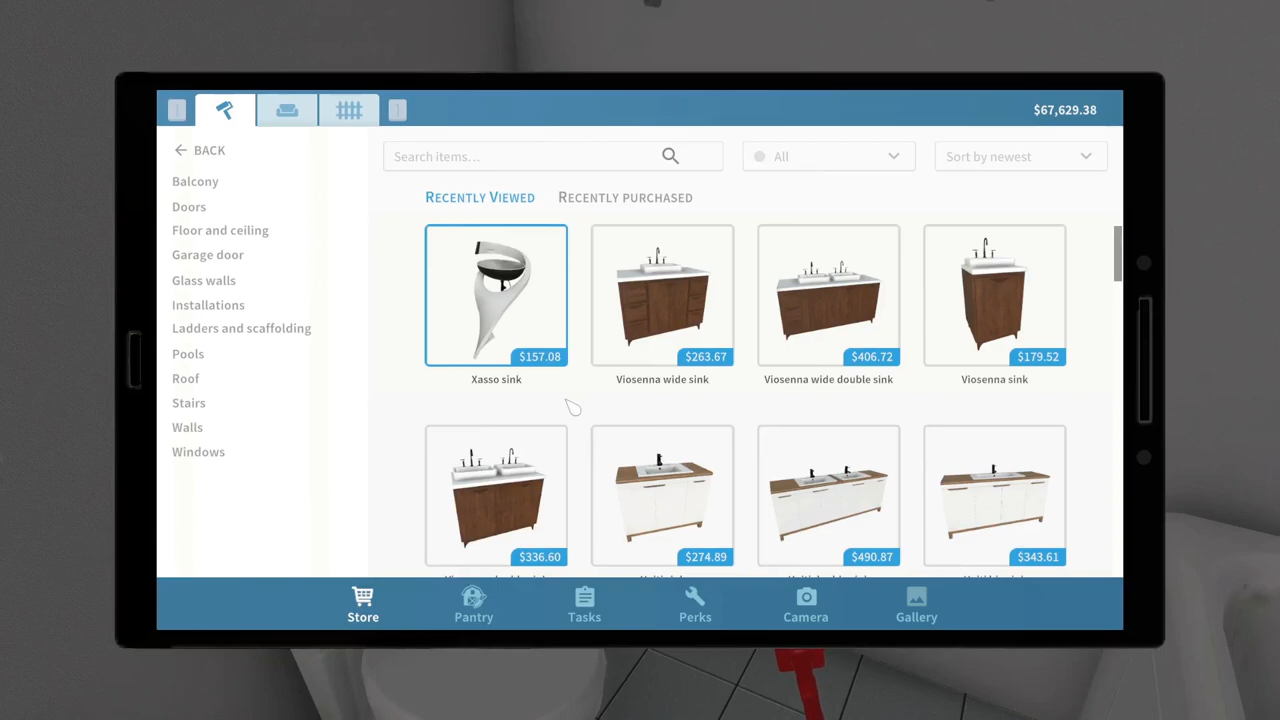 $67,629.38
BACK
Balcony
Doors
Floor and ceiling
Garage door
Glass walls
Installations
Ladders and scaffolding
Pools
Roof
Stairs
Walls
Windows
Search items...
All
Sort by newest
RECENTLY VIEWED
RECENTLY PURCHASED
$157.08
$263.67
$406.72
$179.52
Xasso sink
Viosenna wide sink
Viosenna wide double sink
Viosenna sink
$336.60
$274.89
$490.87
$343.61
Store
Pantry
Tasks
Perks
Camera
Gallery